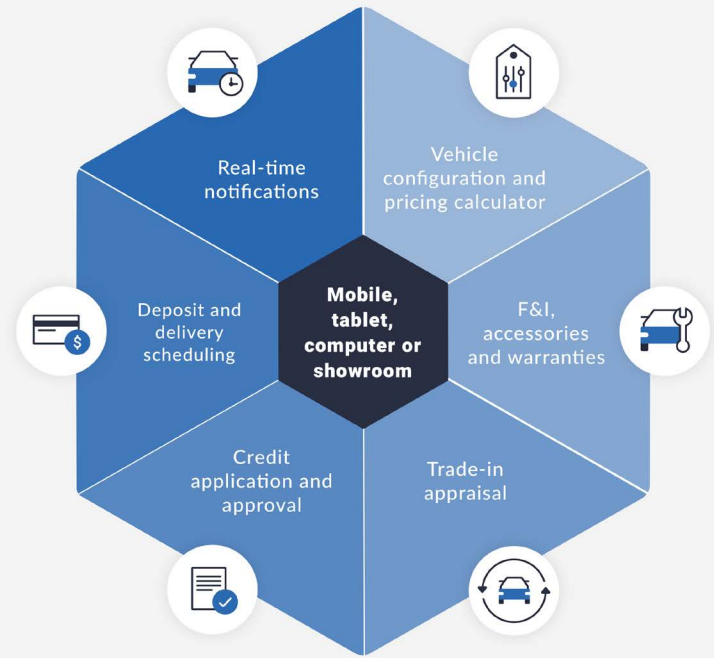 Real-time
notifications
Vehicle
configuration and
pricing calculator
Deposit and
delivery
scheduling
Mobile,
tablet,
computer or
showroom
F&I,
accessories
and warranties
Credit
application and
approval
Trade-in
appraisal
$